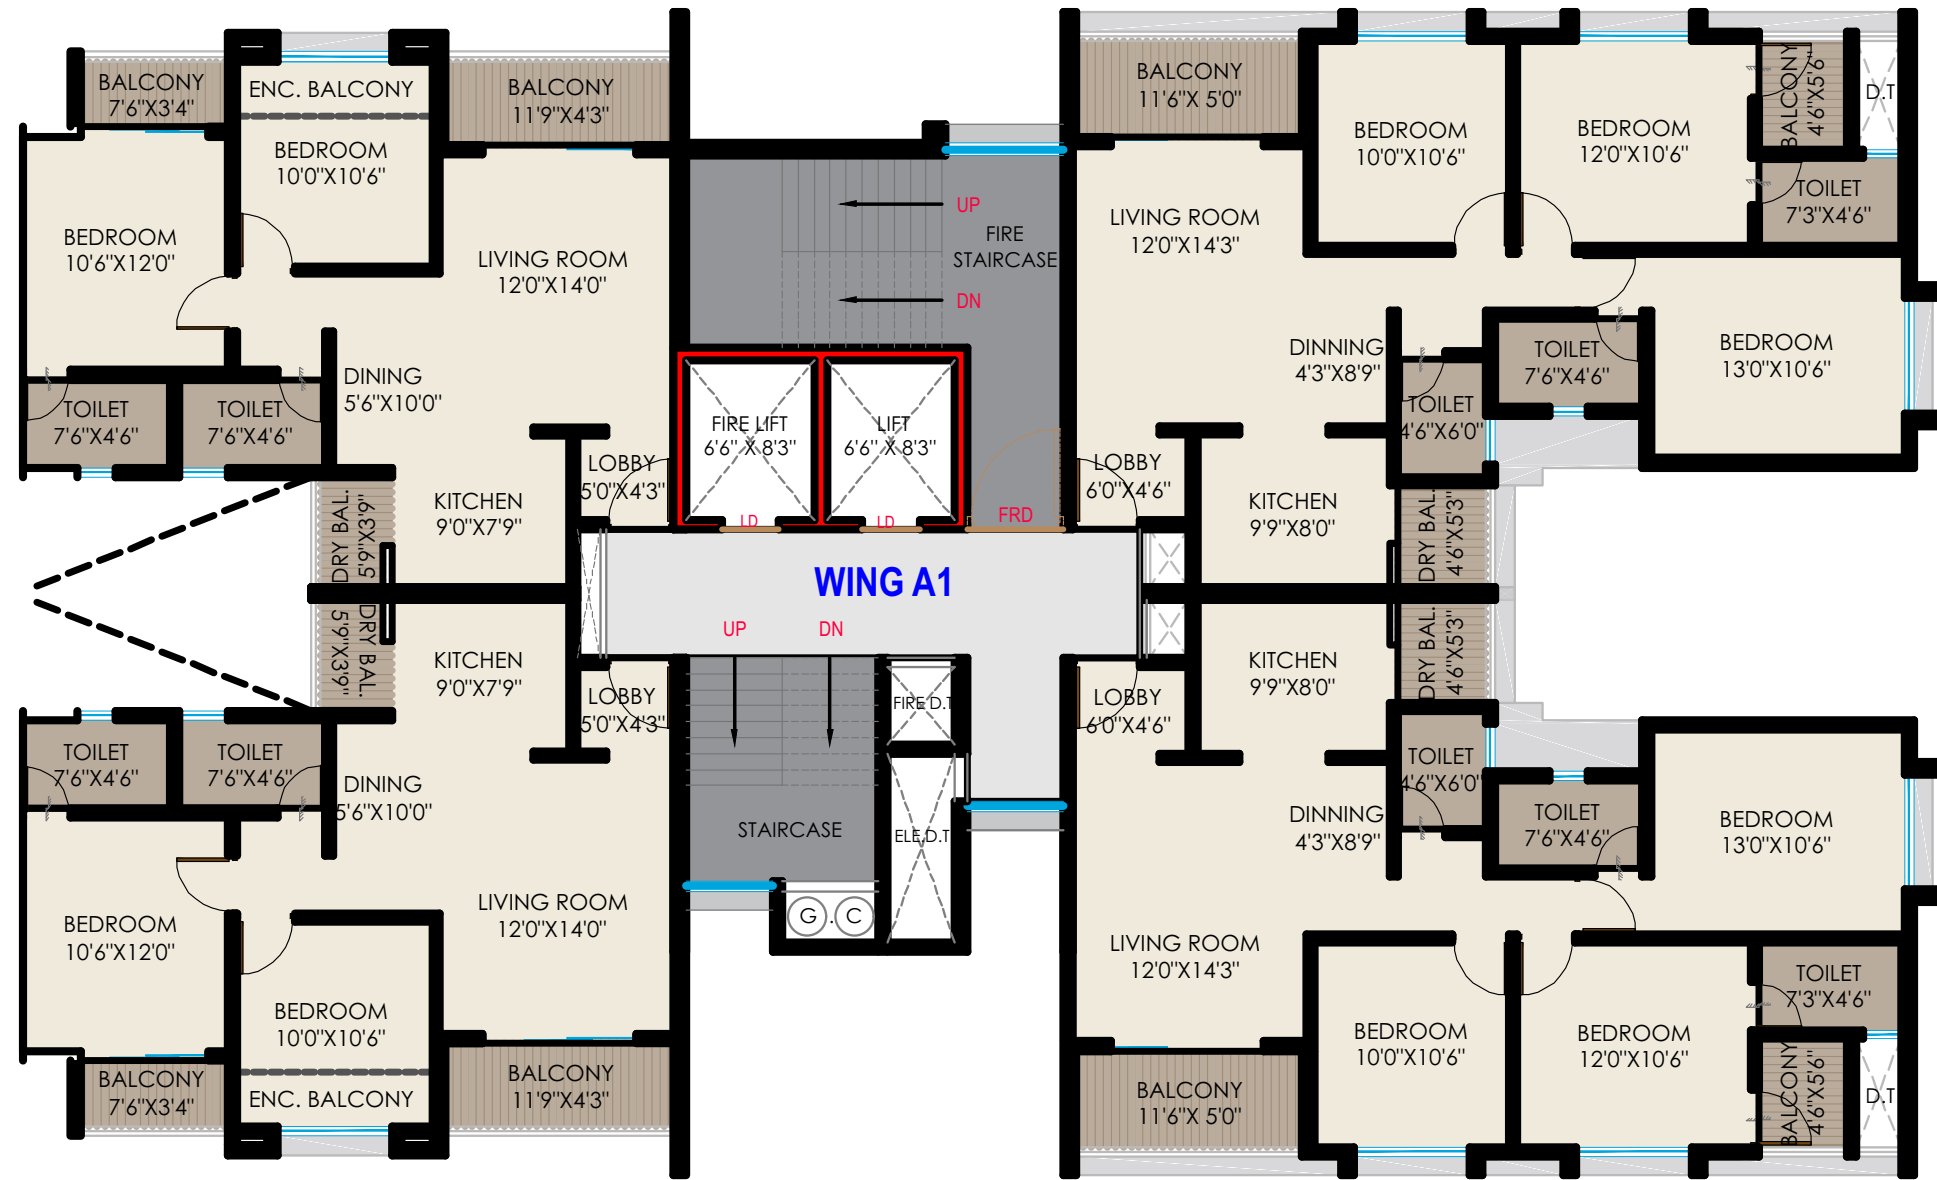 BALCONY
7'6"X3'4"
ENC. BALCONY
BEDROOM
10'0"X10'6"
BALCONY
11'9"X4'3"
BEDROOM
10'6"X12'0"
LIVING ROOM
12'0"X14'0"
DINING
5'6"X10'0"
TOILET
7'6"X4'6"
TOILET
7'6"X4'6"
KITCHEN
9'0"X7'9"
LOBBY
5'0"X4'3"
DRY BAL.
5'6"X3'9"
UP
FIRE
STAIRCASE
DN
FIRE LIFT
6'6" X 8'3"
LIFT
6'6" X 8'3"
LD
LD
FRD
BALCONY
11'6"X 5'0"
BEDROOM
10'0"X10'6"
BEDROOM
12'0"X10'6"
BALCONY
4'6"X5'6"
D.T
TOILET
7'3"X4'6"
LIVING ROOM
12'0"X14'3"
DINNING
4'3"X8'9"
TOILET
7'6"X4'6"
BEDROOM
13'0"X10'6"
TOILET
4'6"X6'0"
LOBBY
6'0"X4'6"
KITCHEN
9'9"X8'0"
DRY BAL.
4'6"X5'3"
WING A1
UP
DN
DRY BAL.
5'9"X3'9"
KITCHEN
9'0"X7'9"
LOBBY
5'0"X4'3"
TOILET
7'6"X4'6"
TOILET
7'6"X4'6"
DINING
5'6"X10'0"
BEDROOM
10'6"X12'0"
LIVING ROOM
12'0"X14'0"
BEDROOM
10'0"X10'6"
ENC. BALCONY
BALCONY
7'6"X3'4"
BALCONY
11'9"X4'3"
FIRE D.T
STAIRCASE
ELE.D.T
G . C
LOBBY
6'0"X4'6"
KITCHEN
9'9"X8'0"
DRY BAL.
4'6"X5'3"
TOILET
4'6"X6'0"
DINNING
4'3"X8'9"
TOILET
7'6"X4'6"
BEDROOM
13'0"X10'6"
LIVING ROOM
12'0"X14'3"
TOILET
7'3"X4'6"
BEDROOM
10'0"X10'6"
BEDROOM
12'0"X10'6"
BALCONY
4'6"X5'6"
D.T
BALCONY
11'6"X 5'0"